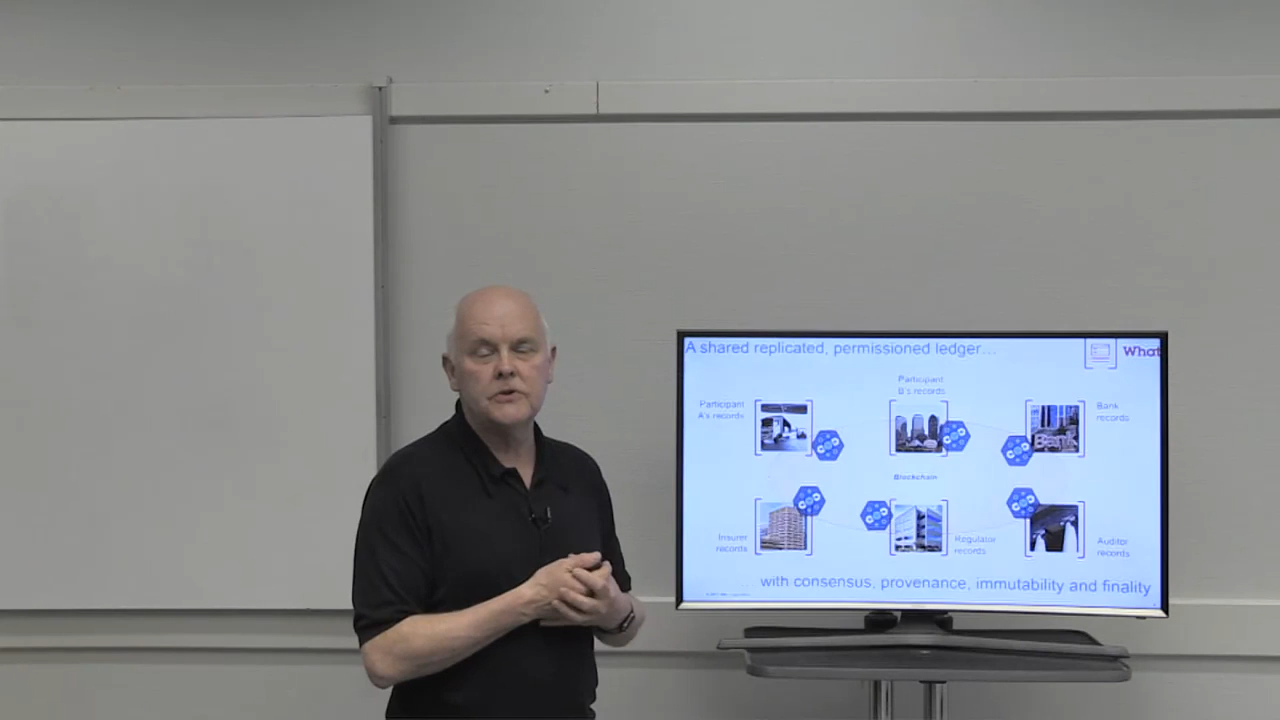 A shared replicated, permissioned ledger...
What
Participant
B's records
Participant
A's records
Bank
records
Bank
Blockchain
Insurer
records
Regulator
records
Auditor
records
with consensus, provenance, immutability and finality